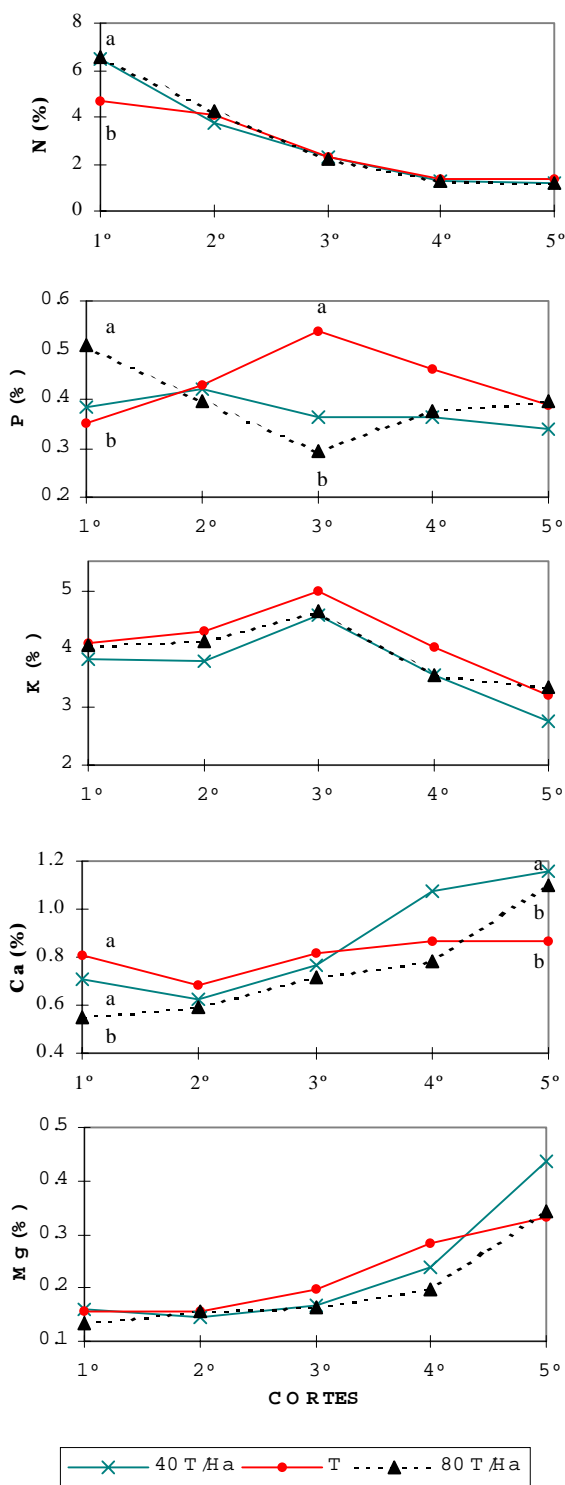 8
a
6
N (%)
4
b
2
0
1º 2º 3º 4º 5º
0.6
a a
0.5
P (%)
0.4
b
0.3
b
0.2
1º 2º 3º 4º 5º
5
K (%)
4
3
2
1º 2º 3º 4º 5º
1.2
a
1.0
a b
Ca (%)
0.8
b
a
0.6
b
0.4
1º 2º 3º 4º 5º
0.5
0.4
Mg (%)
0.3
0.2
0.1
1º 2º 3º 4º 5º
CORTES
40 T/Ha T 80 T/Ha